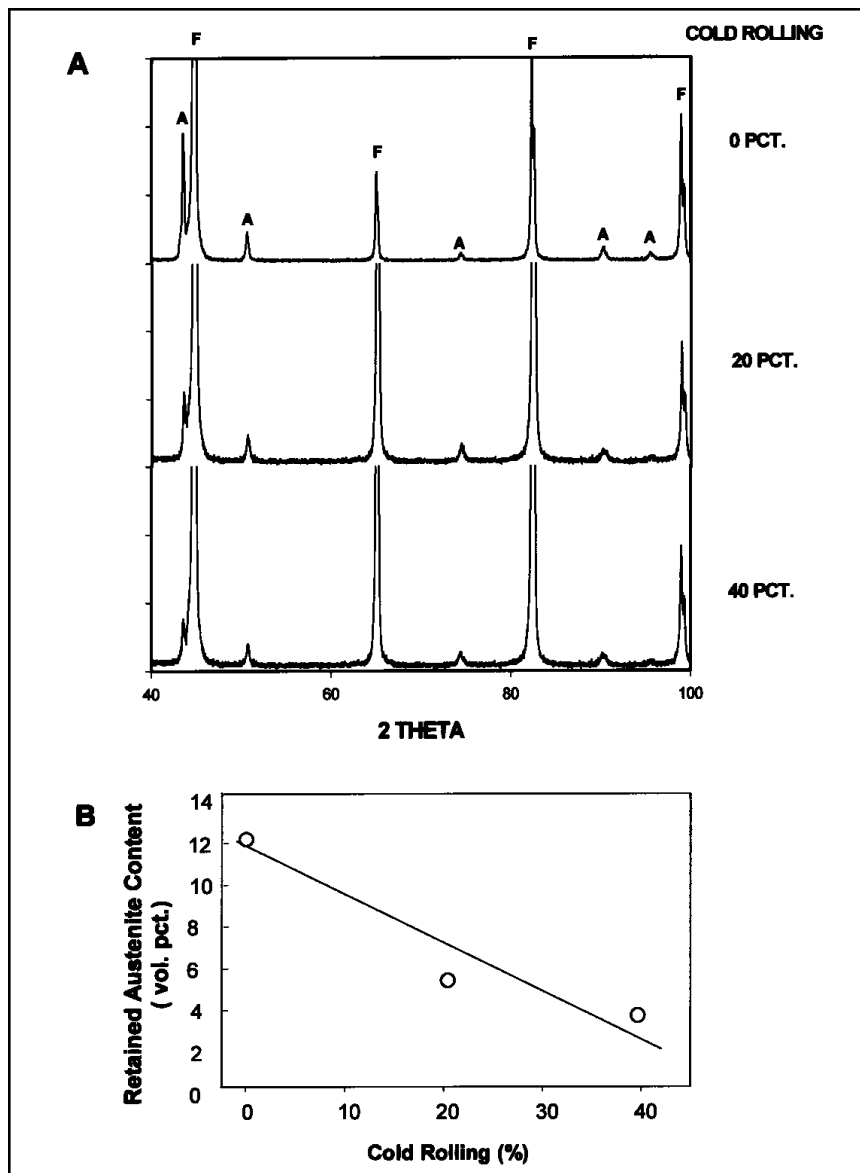 COLD ROLLING
A
F
F
A
F
F
A
A
A
A
0 PCT.
20 PCT.
40 PCT.
40
60
80
100
2 THETA
B
Retained Austenite Content
( vol. pct.)
14
12
10
8
6
4
2
0
0
10
20
30
40
Cold Rolling (%)